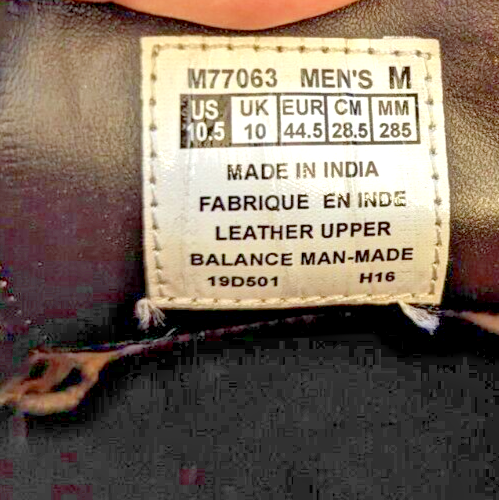 M77063 MEN'S M
US UK EUR CM MM
10.5 10 44.5 28.5 285
MADE IN INDIA
FABRIQUE EN INDE
LEATHER UPPER
BALANCE MAN-MADE
19D501 H16